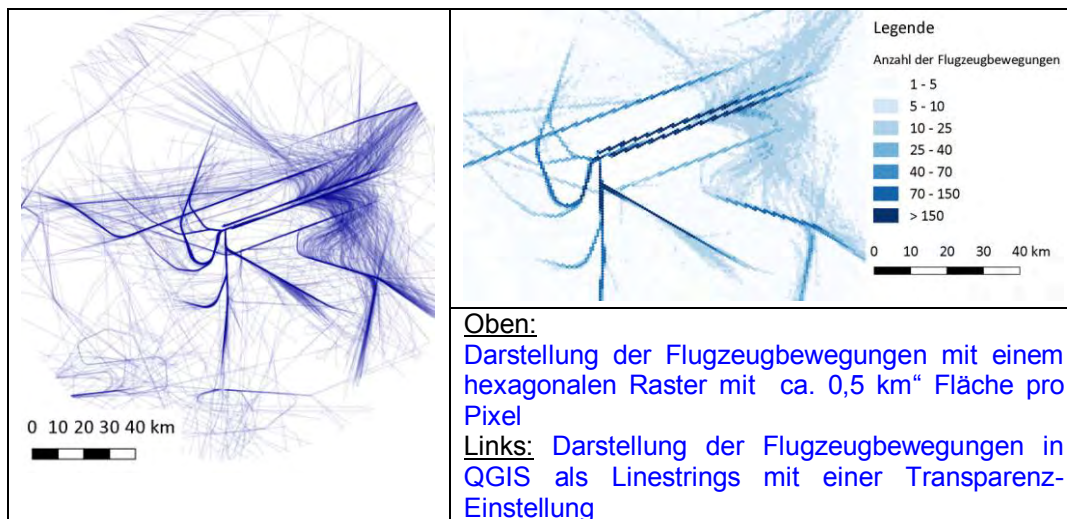 0 10 20 30 40 km
Legende
Anzahl der Flugzeugbewegungen
1 - 5
5 - 10
10 - 25
25 - 40
40 - 70
70 - 150
> 150
0 10 20 30 40 km
Oben:
Darstellung der Flugzeugbewegungen mit einem
hexagonalen Raster mit ca. 0,5 km“ Fläche pro
Pixel
Links: Darstellung der Flugzeugbewegungen in
QGIS als Linestrings mit einer Transparenz-
Einstellung